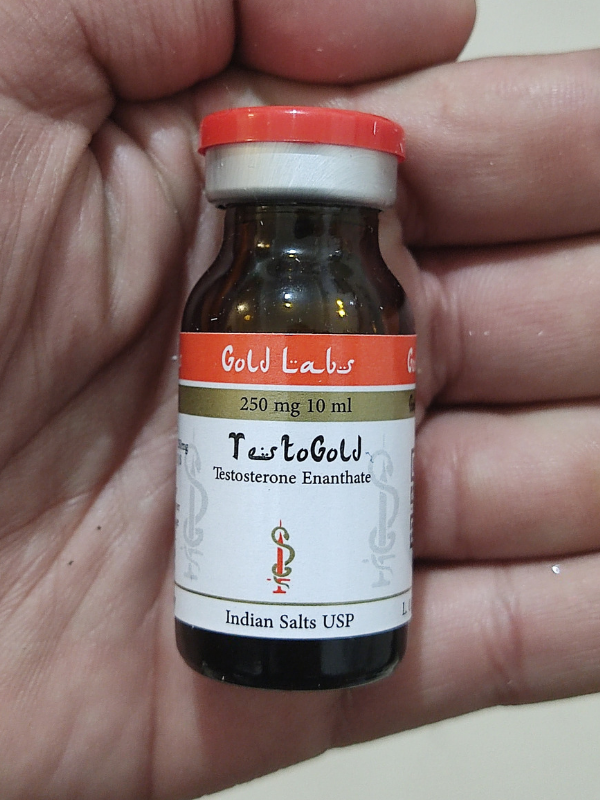 Gold Labs
250 mg 10 ml
TestoGold
Testosterone Enanthate
Indian Salts USP